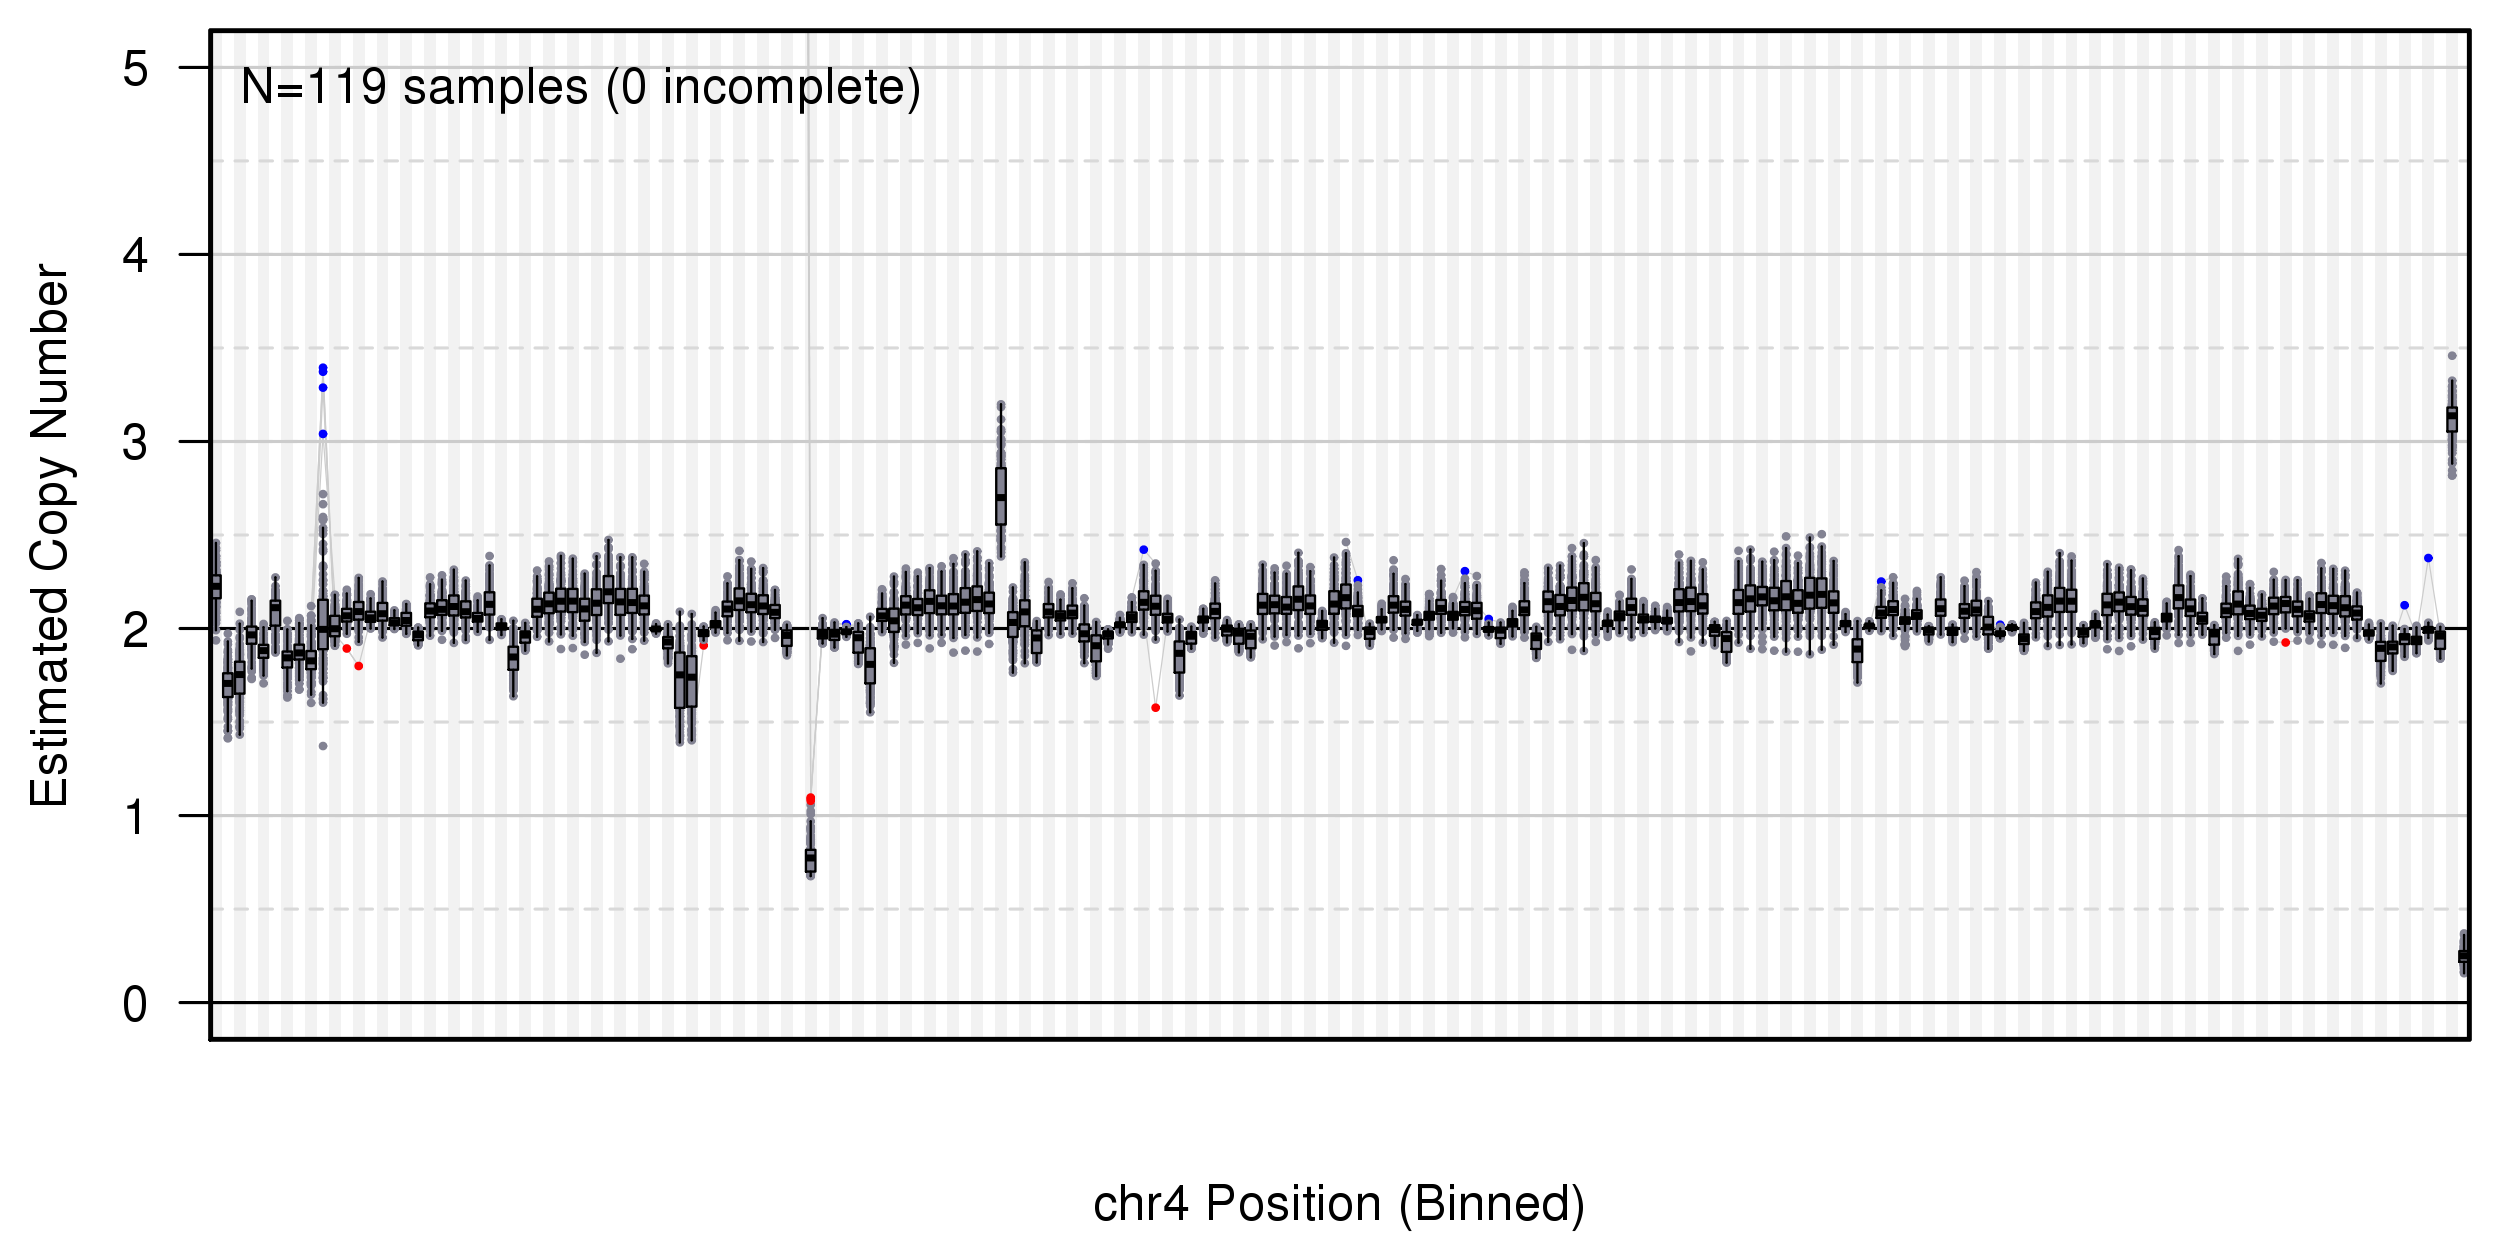 N=119 samples (0 incomplete)
5
4
3
2
1
0
Estimated Copy Number
chr4 Position (Binned)